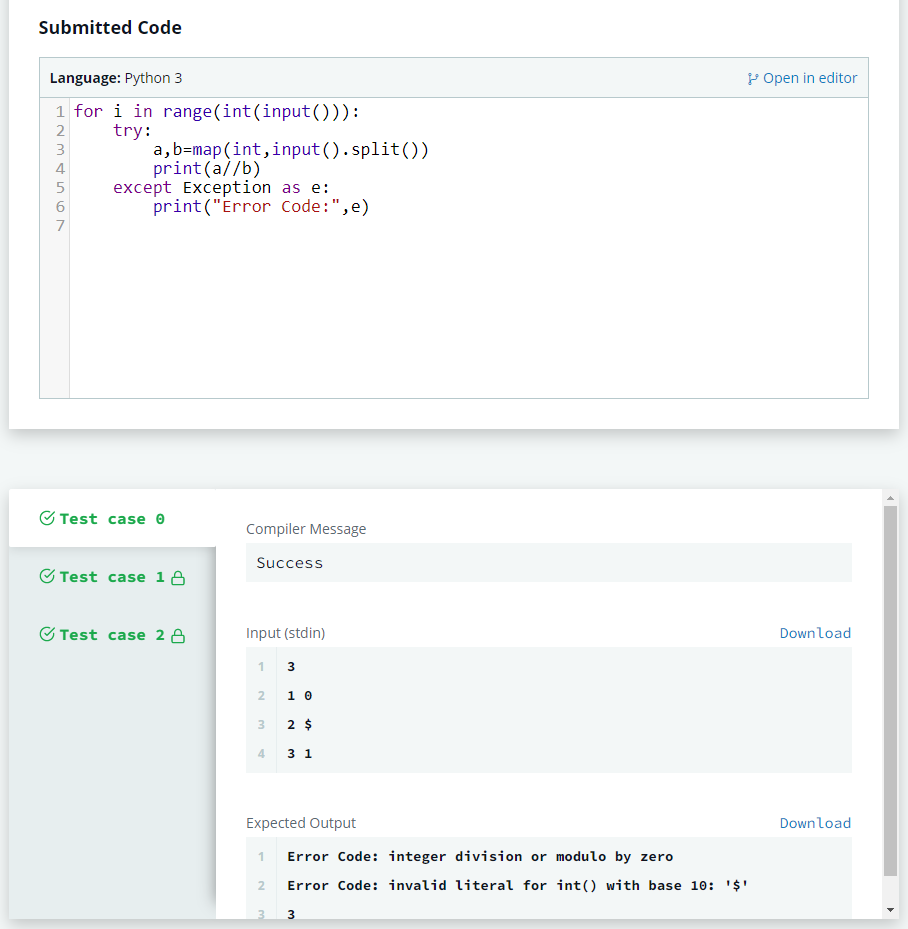 Submitted Code
Language: Python 3
Open in editor
1 for i in range(int(input())):
2     try:
3         a,b=map(int,input().split())
4         print(a//b)
5     except Exception as e:
6         print("Error Code:",e)
7
Test case 0
Test case 1
Test case 2
Compiler Message
Success
Input (stdin)
Download
1 3
2 1 0
3 2 $
4 3 1
Expected Output
Download
1 Error Code: integer division or modulo by zero
2 Error Code: invalid literal for int() with base 10: '$'
3 3